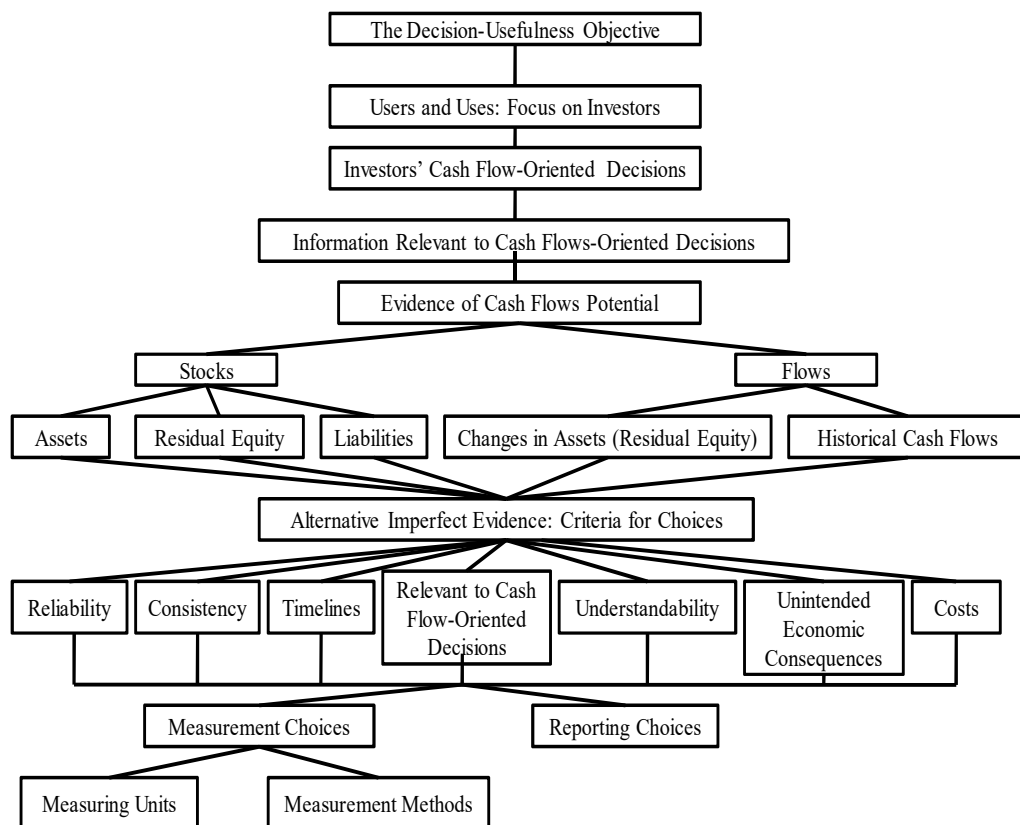 The Decision-Usefulness Objective
Users and Uses: Focus on Investors
Investors’ Cash Flow-Oriented Decisions
Information Relevant to Cash Flows-Oriented Decisions
Evidence of Cash Flows Potential
Stocks
Flows
Assets
Residual Equity
Liabilities
Changes in Assets (Residual Equity)
Historical Cash Flows
Alternative Imperfect Evidence: Criteria for Choices
Reliability
Consistency
Timelines
Relevant to Cash
Flow-Oriented
Decisions
Understandability
Unintended
Economic
Consequences
Costs
Measurement Choices
Reporting Choices
Measuring Units
Measurement Methods